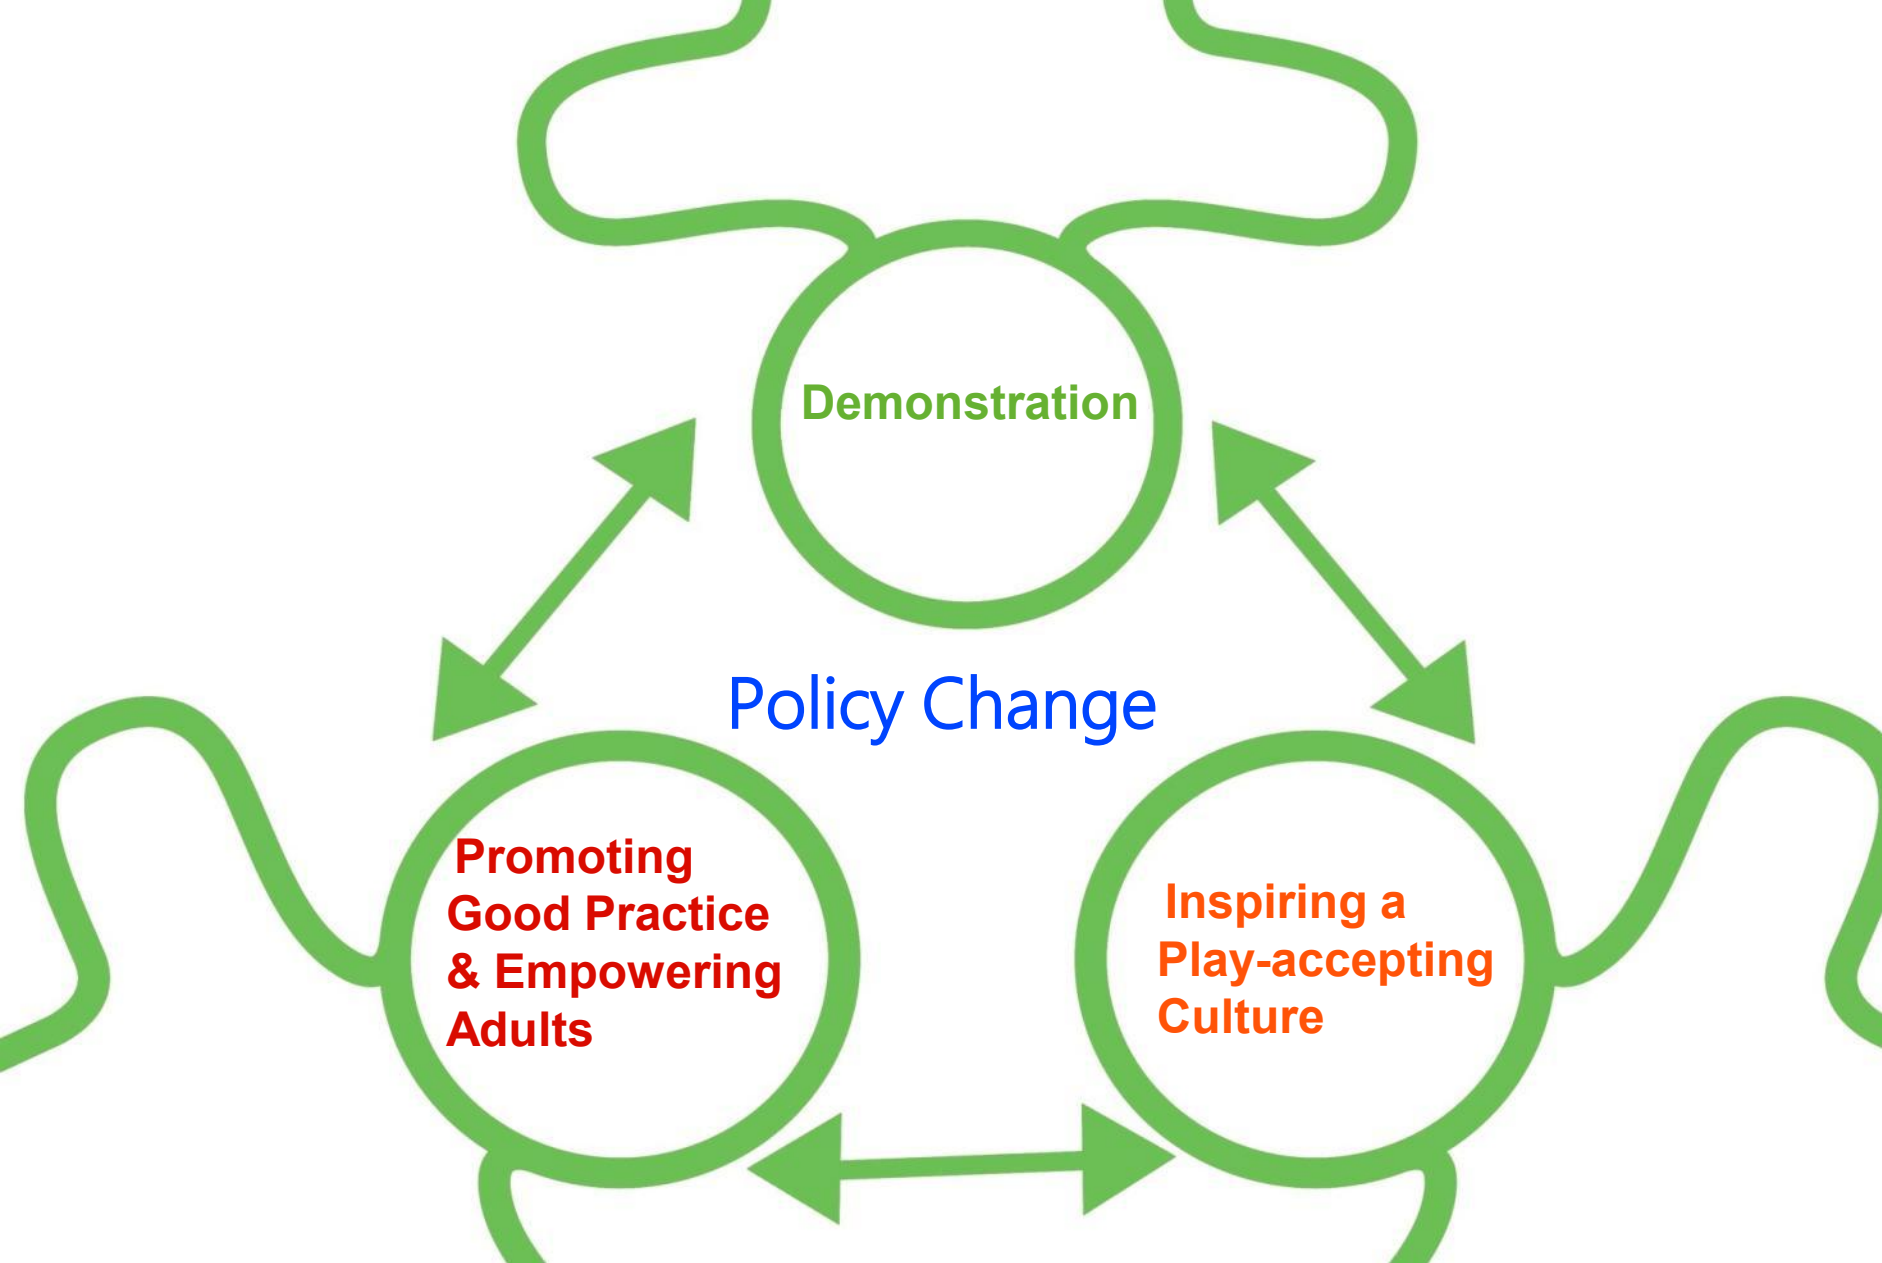 Demonstration
Policy Change
Promoting
Good Practice
& Empowering
Adults
Inspiring a
Play-accepting
Culture